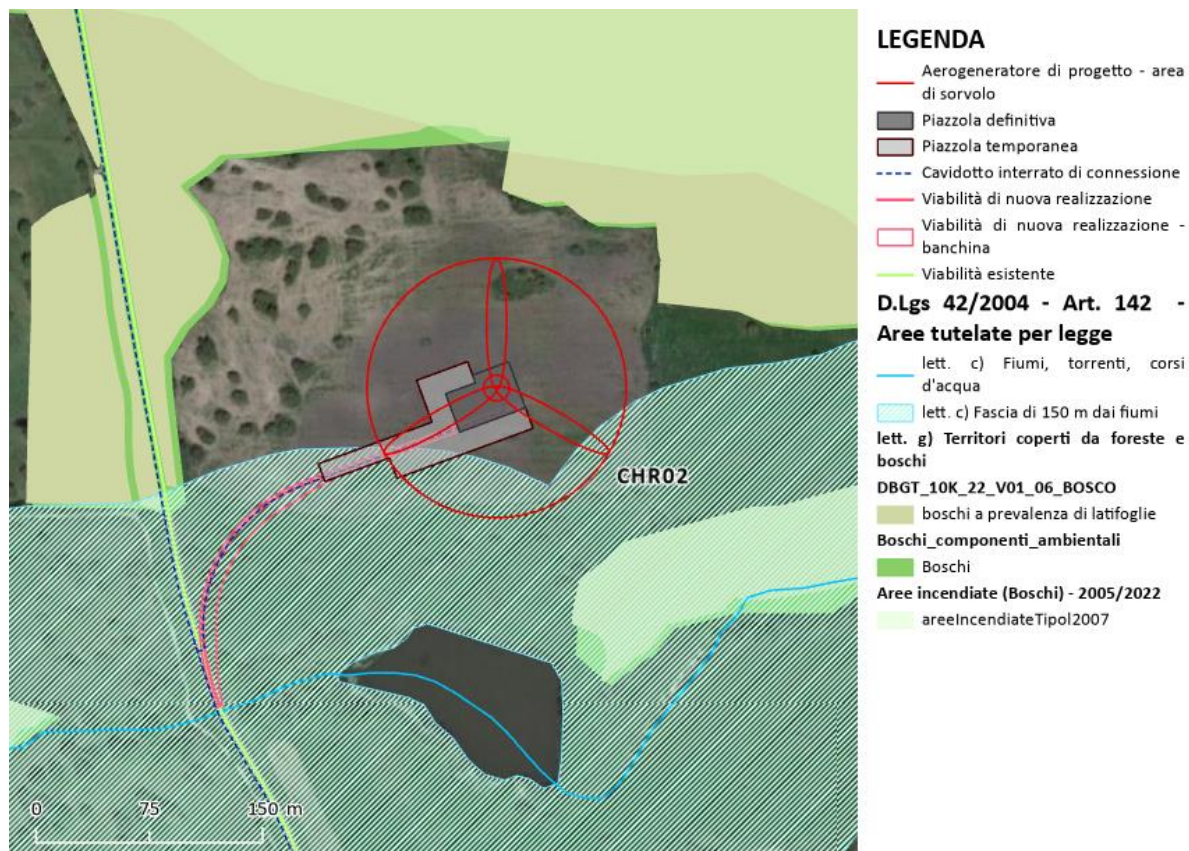 CHR02
0 75 150 m
LEGENDA
Aerogeneratore di progetto - area
di sorvolo
Piazzola definitiva
Piazzola temporanea
Cavidotto interrato di connessione
Viabilità di nuova realizzazione
Viabilità di nuova realizzazione -
banchina
Viabilità esistente
D.Lgs 42/2004 - Art. 142 -
Aree tutelate per legge
lett. c) Fiumi, torrenti, corsi
d'acqua
lett. c) Fascia di 150 m dai fiumi
lett. g) Territori coperti da foreste e
boschi
DBGT_10K_22_V01_06_BOSCO
boschi a prevalenza di latifoglie
Boschi_componenti_ambientali
Boschi
Aree incendiate (Boschi) - 2005/2022
areeIncendiateTipol2007